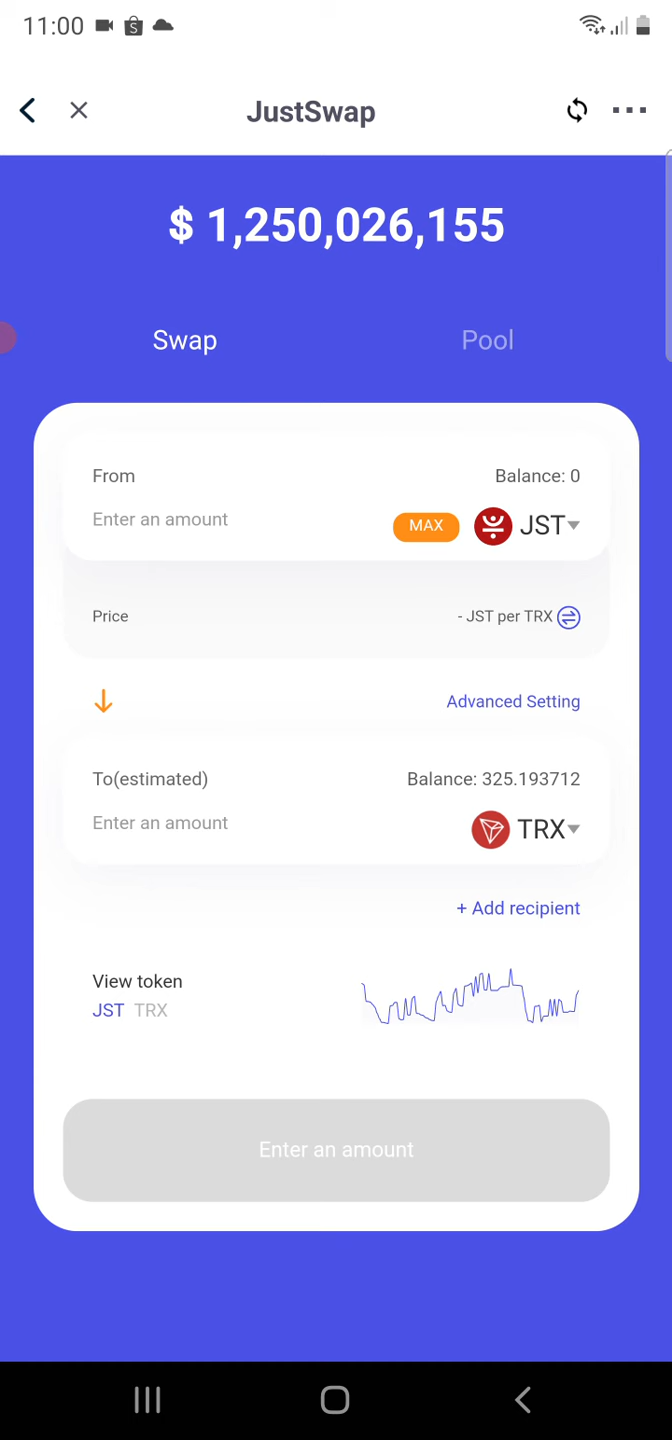 11:00
JustSwap
$ 1,250,026,155
Swap Pool
From Balance: 0
Enter an amount MAX JST
Price - JST per TRX
Advanced Setting
To(estimated) Balance: 325.193712
Enter an amount TRX
+ Add recipient
View token
JST TRX
Enter an amount